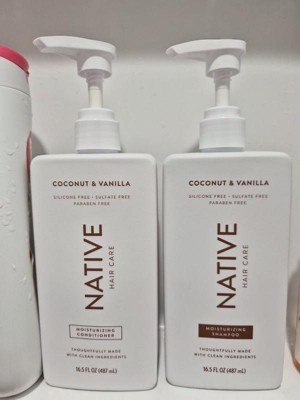 COCONUT & VANILLA
SILICONE FREE • SULFATE FREE
PARABEN FREE
NATIVE
HAIR CARE
MOISTURIZING
CONDITIONER
THOUGHTFULLY MADE
WITH CLEAN INGREDIENTS
16.5 FL OZ (487 mL)
COCONUT & VANILLA
SILICONE FREE • SULFATE FREE
PARABEN FREE
NATIVE
HAIR CARE
MOISTURIZING
SHAMPOO
THOUGHTFULLY MADE
WITH CLEAN INGREDIENTS
16.5 FL OZ (487 mL)